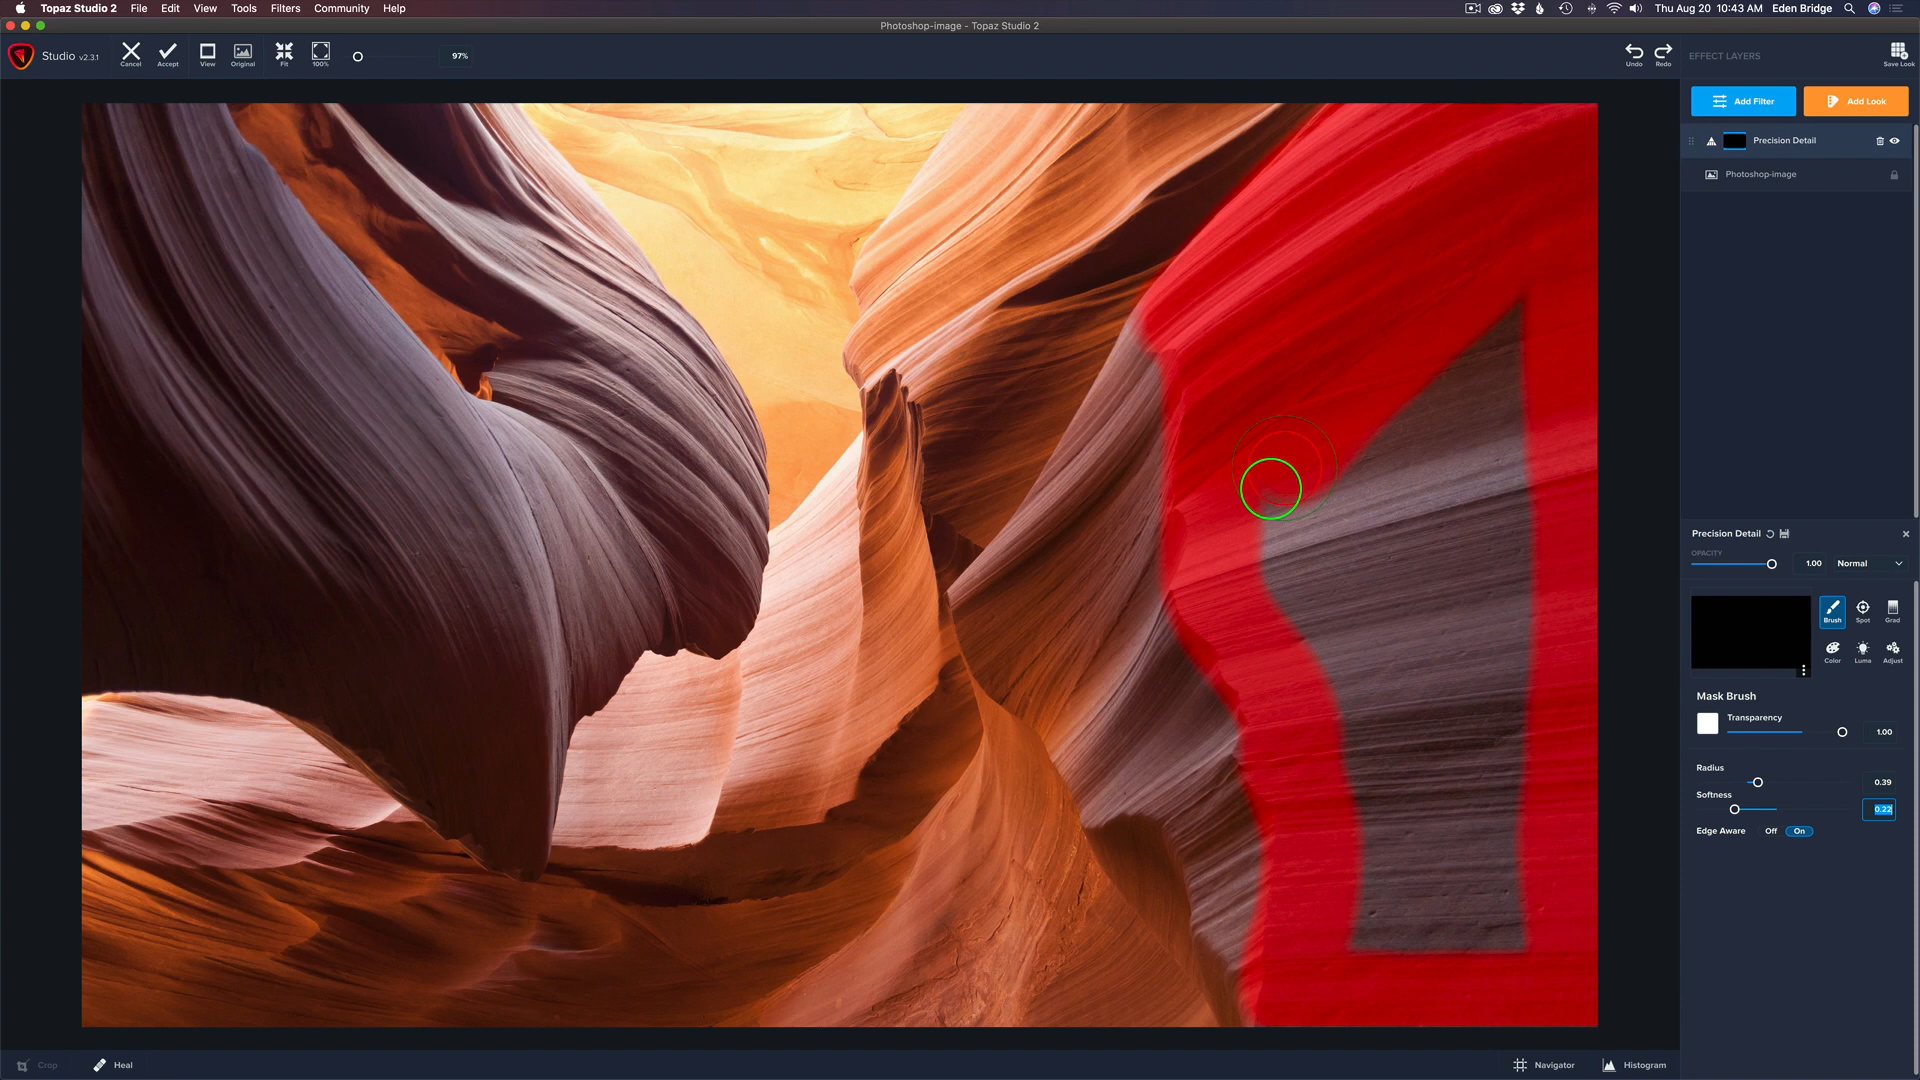 Topaz Studio 2 File Edit View Tools Filters Community Help Thu Aug 20 10:43 AM Eden Bridge
Photoshop-image - Topaz Studio 2
Studio v2.3.1 Cancel Accept View Original Fit 100% 97% Undo Redo EFFECT LAYERS Save Look
Add Filter Add Look
Precision Detail
Photoshop-image
Precision Detail
OPACITY
1.00 Normal
Brush Spot Grad
Color Luma Adjust
Mask Brush
Transparency
1.00
Radius
0.39
Softness
0.22
Edge Aware Off On
Crop Heal Navigator Histogram